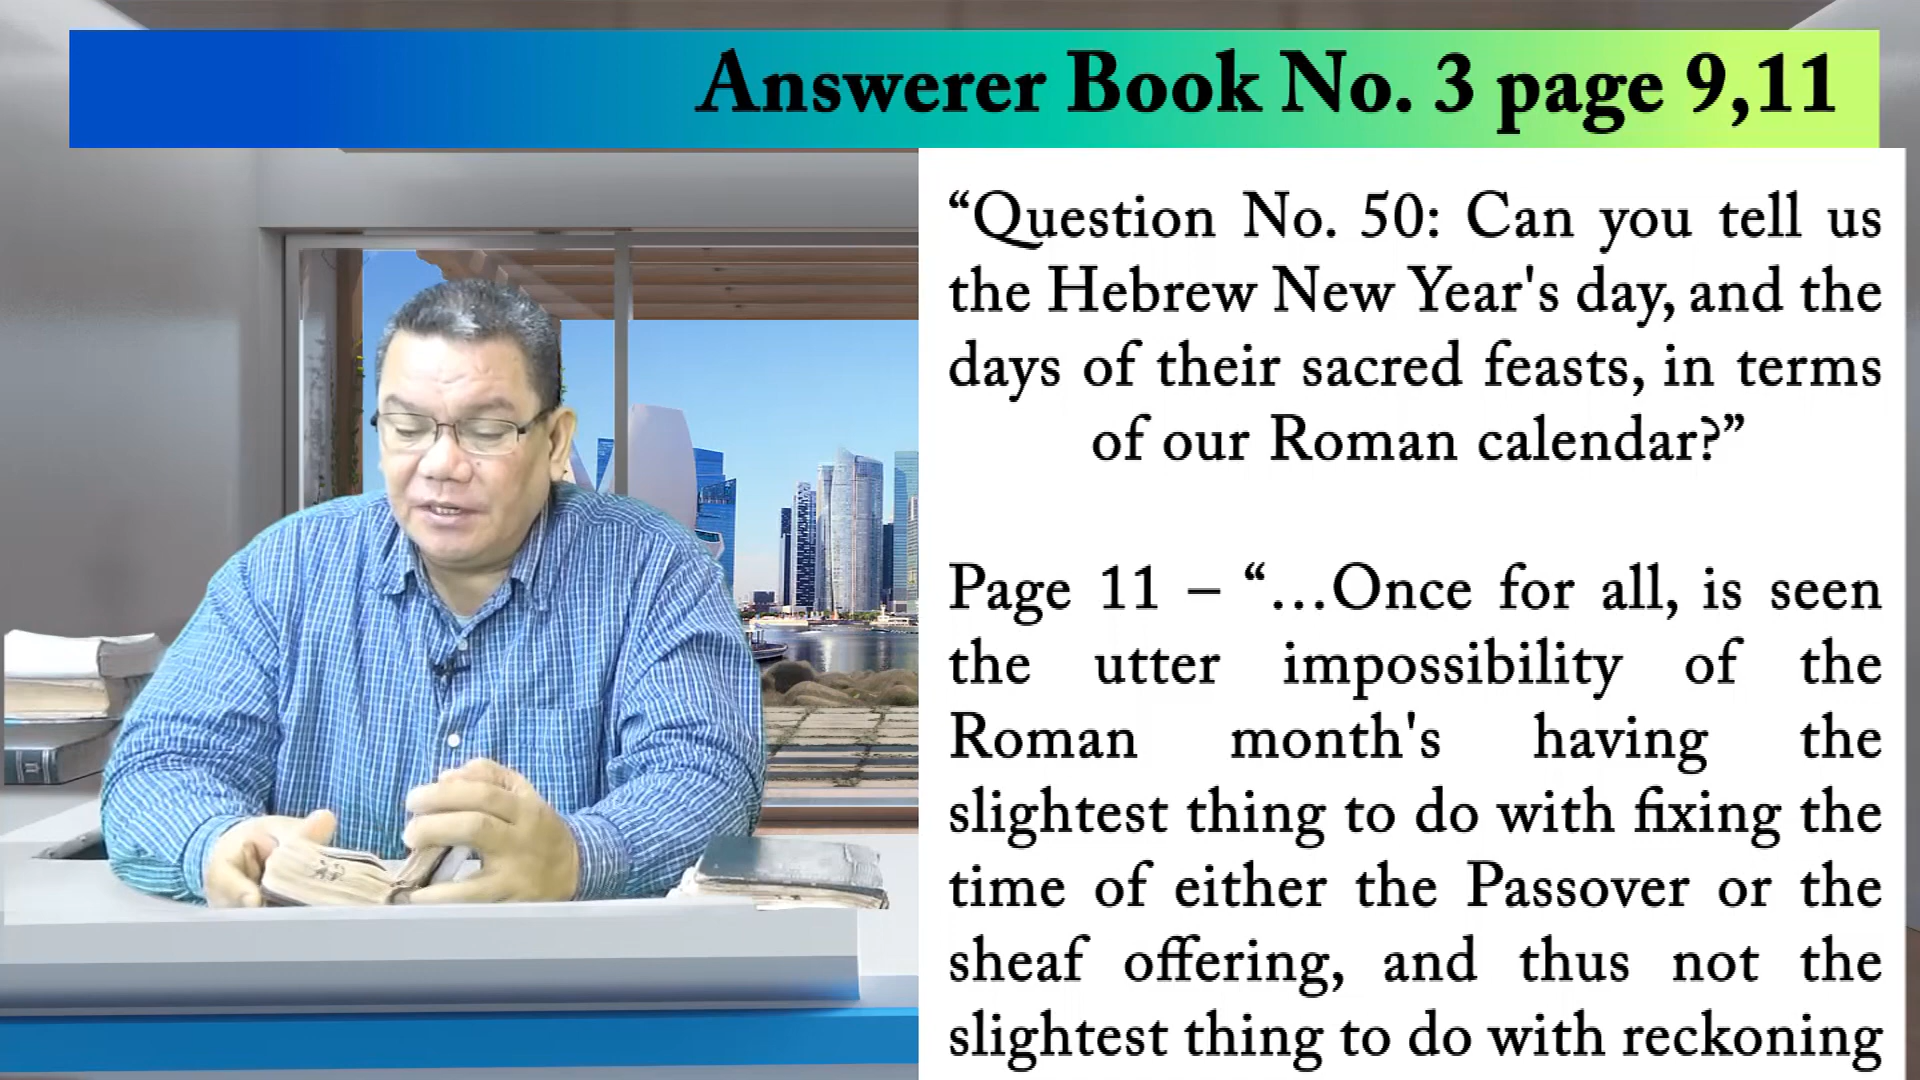 Answerer Book No. 3 page 9,11
“Question No. 50: Can you tell us
the Hebrew New Year's day, and the
days of their sacred feasts, in terms
of our Roman calendar?”
Page 11 – “…Once for all, is seen
the utter impossibility of the
Roman month's having the
slightest thing to do with fixing the
time of either the Passover or the
sheaf offering, and thus not the
slightest thing to do with reckoning